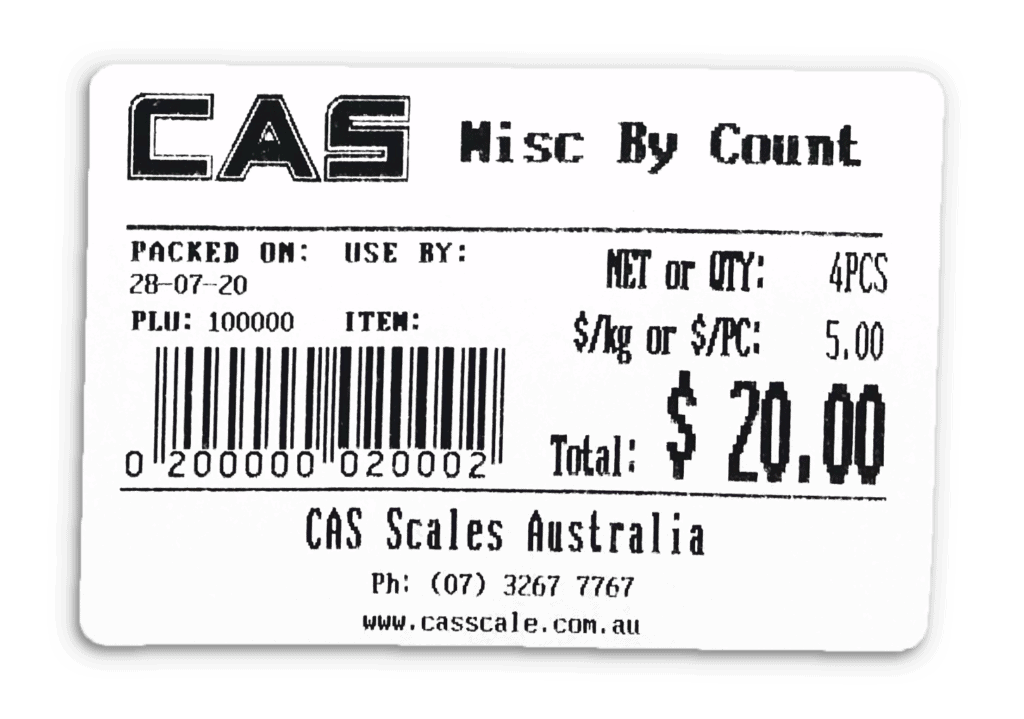 CAS Misc By Count
PACKED ON: USE BY:
28-07-20
PLU: 100000 ITEM:
NET or QTY: 4PCS
$/kg or $/PC: 5.00
Total: $ 20.00
0 200000 020002
CAS Scales Australia
Ph: (07) 3267 7767
www.casscale.com.au